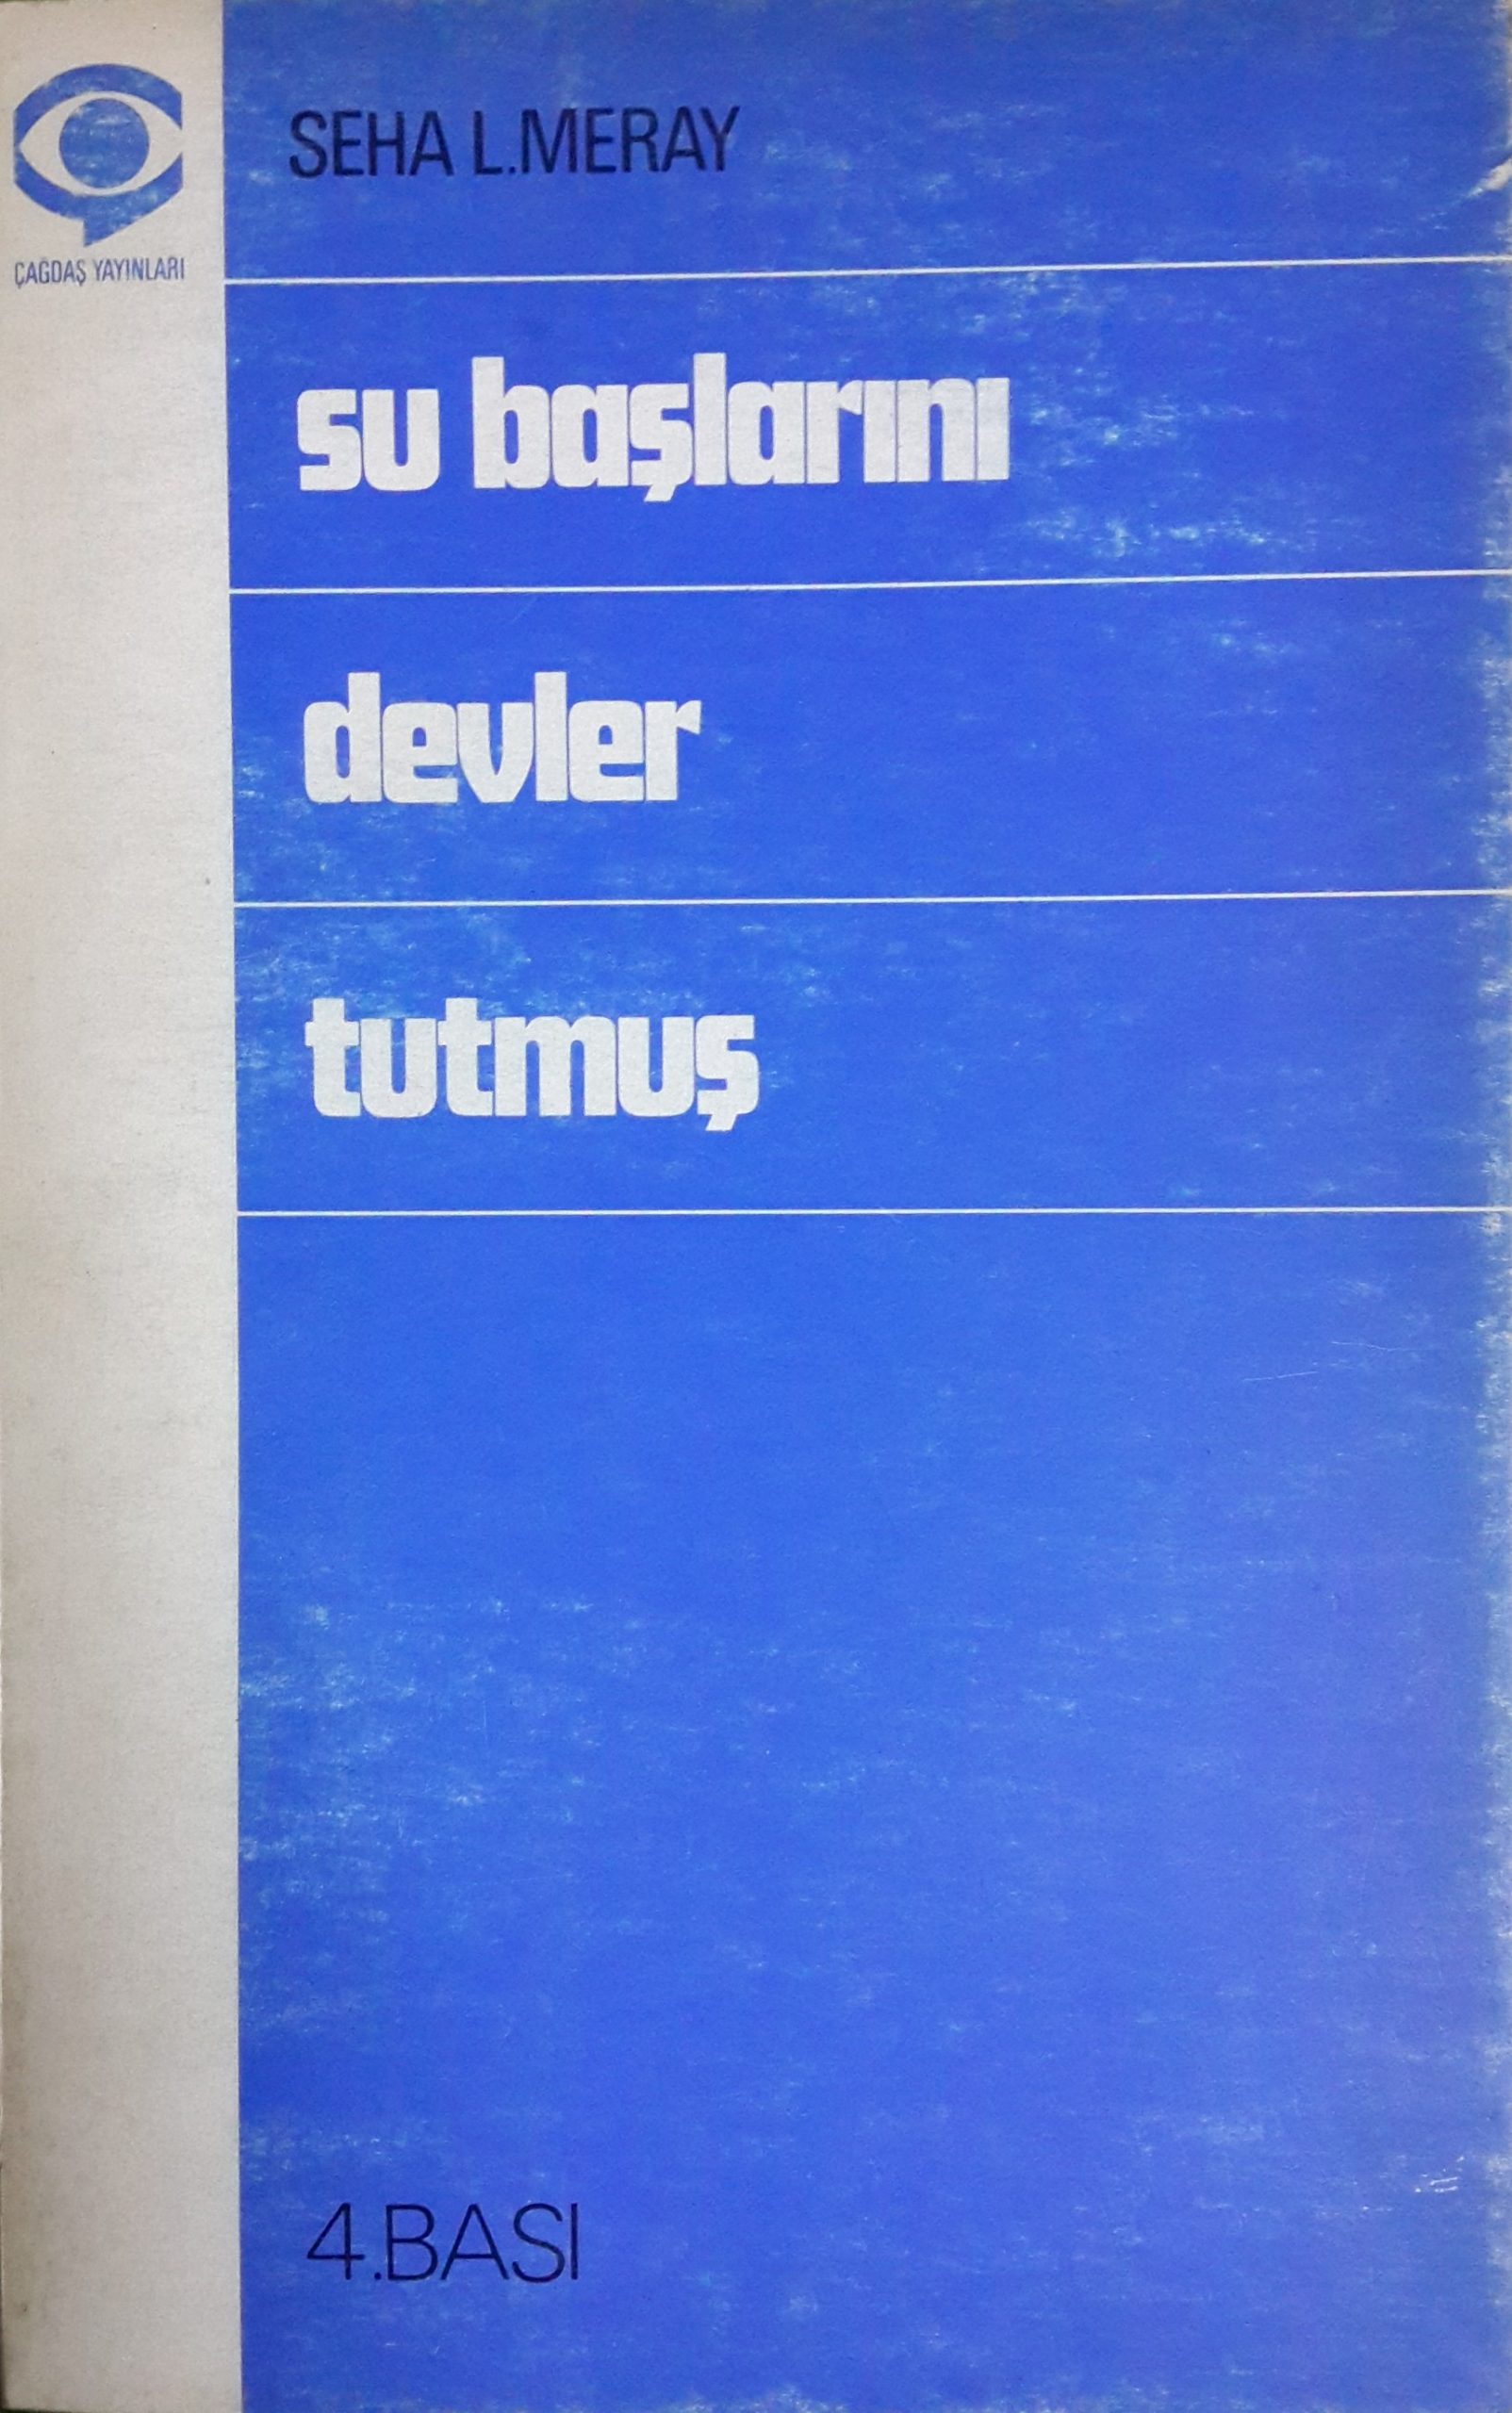 SEHA L.MERAY
ÇAĞDAŞ YAYINLARI
su başlarını
devler
tutmuş
4.BASI